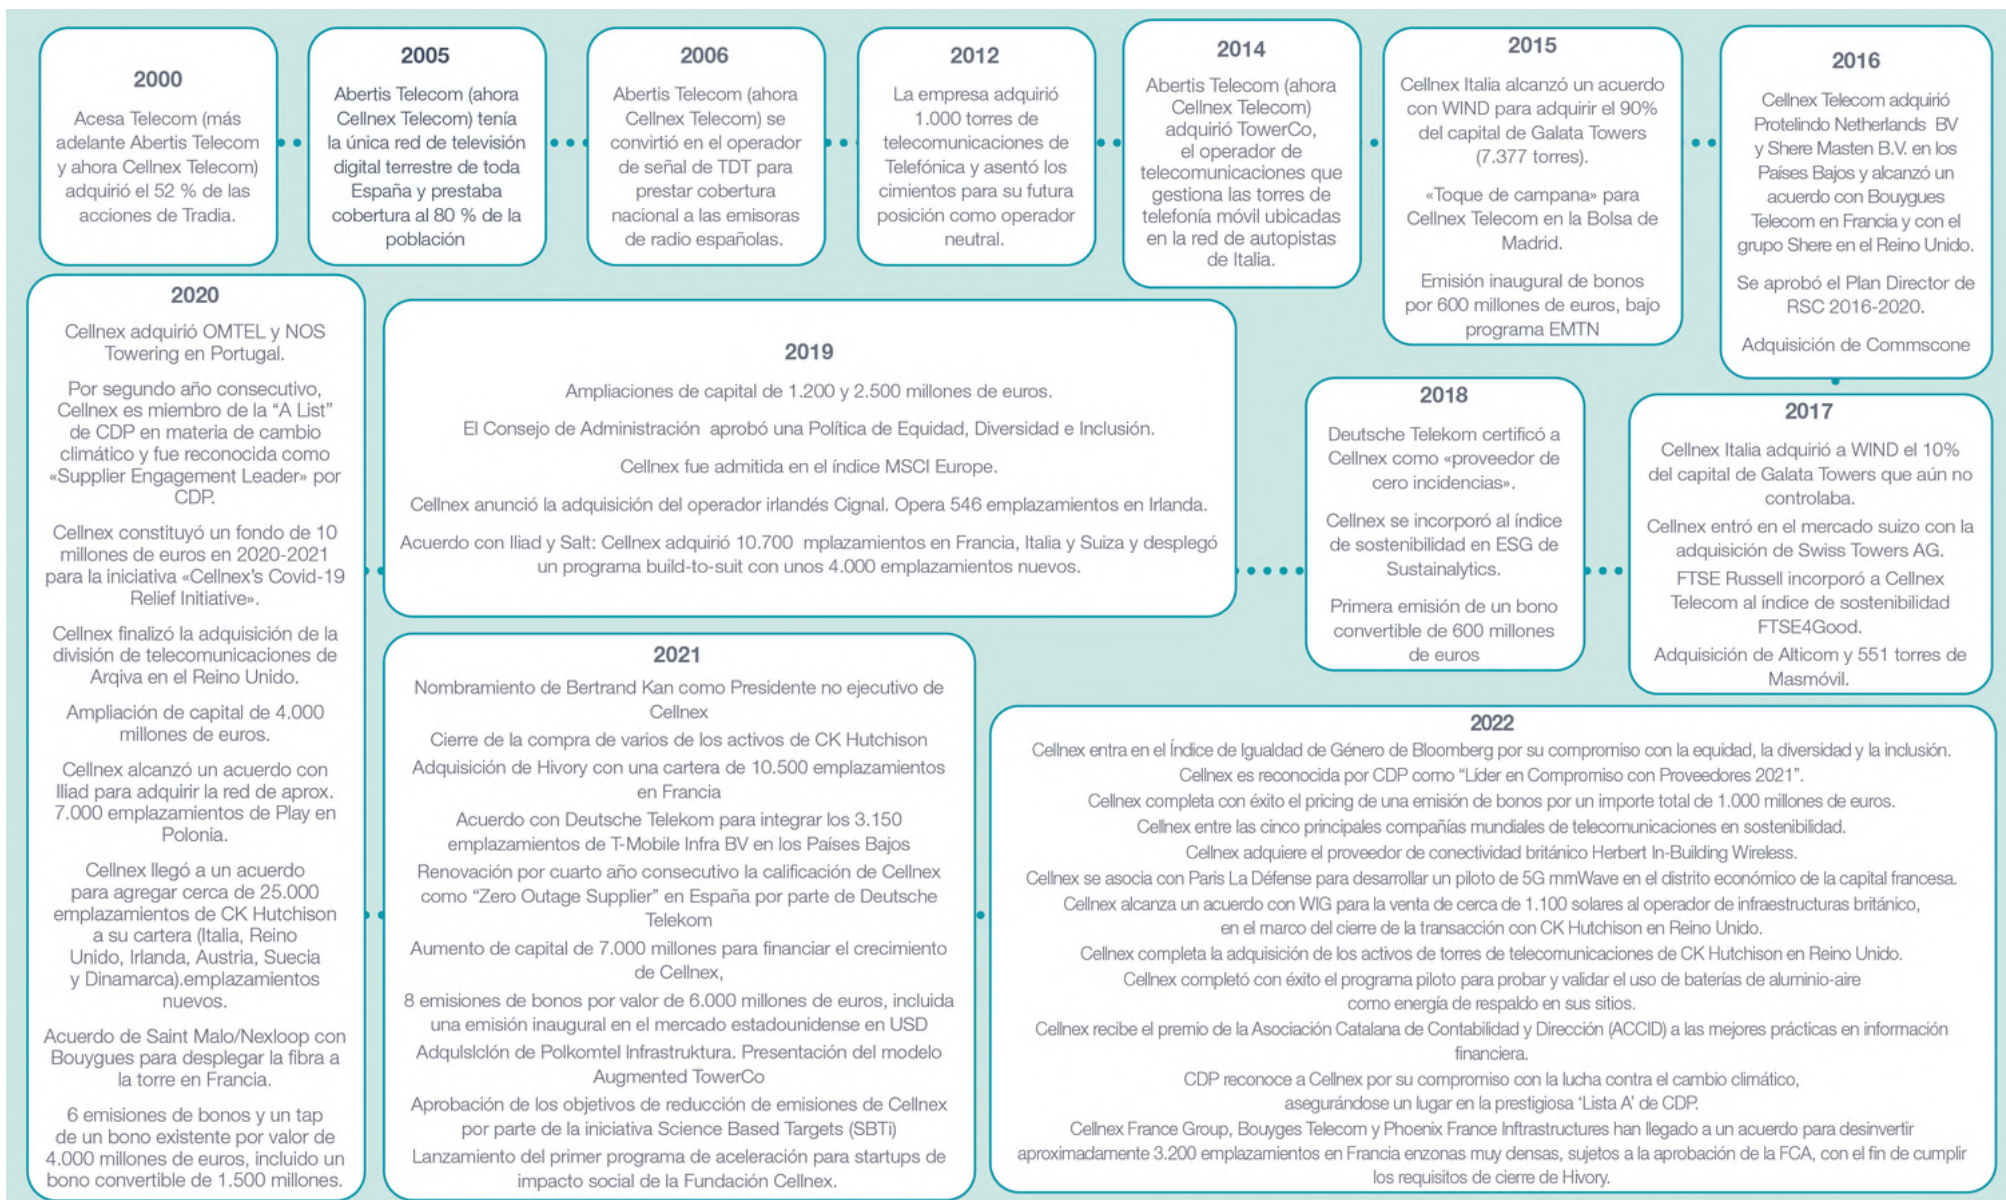 2000
Acesa Telecom (más
adelante Abertis Telecom
y ahora Cellnex Telecom)
adquirió el 52 % de las
acciones de Tradia.
2005
Abertis Telecom (ahora
Cellnex Telecom) tenía
la única red de televisión
digital terrestre de toda
España y prestaba
cobertura al 80 % de la
población
2006
Abertis Telecom (ahora
Cellnex Telecom) se
convirtió en el operador
de señal de TDT para
prestar cobertura
nacional a las emisoras
de radio españolas.
2012
La empresa adquirió
1.000 torres de
telecomunicaciones de
Telefónica y asentó los
cimientos para su futura
posición como operador
neutral.
2014
Abertis Telecom (ahora
Cellnex Telecom)
adquirió TowerCo,
el operador de
telecomunicaciones que
gestiona las torres de
telefonía móvil ubicadas
en la red de autopistas
de Italia.
2015
Cellnex Italia alcanzó un acuerdo
con WIND para adquirir el 90%
del capital de Galata Towers
(7.377 torres).
«Toque de campana» para
Cellnex Telecom en la Bolsa de
Madrid.
Emisión inaugural de bonos
por 600 millones de euros, bajo
programa EMTN
2016
Cellnex Telecom adquirió
Protelindo Netherlands BV
y Shere Masten B.V. en los
Países Bajos y alcanzó un
acuerdo con Bouygues
Telecom en Francia y con el
grupo Shere en el Reino Unido.
Se aprobó el Plan Director de
RSC 2016-2020.
Adquisición de Commscone
2017
Cellnex Italia adquirió a WIND el 10%
del capital de Galata Towers que aún no
controlaba.
Cellnex entró en el mercado suizo con la
adquisición de Swiss Towers AG.
FTSE Russell incorporó a Cellnex
Telecom al índice de sostenibilidad
FTSE4Good.
Adquisición de Alticom y 551 torres de
Masmóvil.
2018
Deutsche Telekom certificó a
Cellnex como «proveedor de
cero incidencias».
Cellnex se incorporó al índice
de sostenibilidad en ESG de
Sustainalytics.
Primera emisión de un bono
convertible de 600 millones
de euros
2019
Ampliaciones de capital de 1.200 y 2.500 millones de euros.
El Consejo de Administración aprobó una Política de Equidad, Diversidad e Inclusión.
Cellnex fue admitida en el índice MSCI Europe.
Cellnex anunció la adquisición del operador irlandés Cignal. Opera 546 emplazamientos en Irlanda.
Acuerdo con Iliad y Salt: Cellnex adquirió 10.700 mplazamientos en Francia, Italia y Suiza y desplegó
un programa build-to-suit con unos 4.000 emplazamientos nuevos.
2020
Cellnex adquirió OMTEL y NOS
Towering en Portugal.
Por segundo año consecutivo,
Cellnex es miembro de la “A List”
de CDP en materia de cambio
climático y fue reconocida como
«Supplier Engagement Leader» por
CDP.
Cellnex constituyó un fondo de 10
millones de euros en 2020-2021
para la iniciativa «Cellnex’s Covid-19
Relief Initiative».
Cellnex finalizó la adquisición de la
división de telecomunicaciones de
Arqiva en el Reino Unido.
Ampliación de capital de 4.000
millones de euros.
Cellnex alcanzó un acuerdo con
Iliad para adquirir la red de aprox.
7.000 emplazamientos de Play en
Polonia.
Cellnex llegó a un acuerdo
para agregar cerca de 25.000
emplazamientos de CK Hutchison
a su cartera (Italia, Reino
Unido, Irlanda, Austria, Suecia
y Dinamarca).emplazamientos
nuevos.
Acuerdo de Saint Malo/Nexloop con
Bouygues para desplegar la fibra a
la torre en Francia.
6 emisiones de bonos y un tap
de un bono existente por valor de
4.000 millones de euros, incluido un
bono convertible de 1.500 millones.
2021
Nombramiento de Bertrand Kan como Presidente no ejecutivo de
Cellnex
Cierre de la compra de varios de los activos de CK Hutchison
Adquisición de Hivory con una cartera de 10.500 emplazamientos
en Francia
Acuerdo con Deutsche Telekom para integrar los 3.150
emplazamientos de T-Mobile Infra BV en los Países Bajos
Renovación por cuarto año consecutivo la calificación de Cellnex
como “Zero Outage Supplier” en España por parte de Deutsche
Telekom
Aumento de capital de 7.000 millones para financiar el crecimiento
de Cellnex,
8 emisiones de bonos por valor de 6.000 millones de euros, incluida
una emisión inaugural en el mercado estadounidense en USD
AdquIsIcIón de Polkomtel Infrastruktura. Presentación del modelo
Augmented TowerCo
Aprobación de los objetivos de reducción de emisiones de Cellnex
por parte de la iniciativa Science Based Targets (SBTi)
Lanzamiento del primer programa de aceleración para startups de
impacto social de la Fundación Cellnex.
2022
Cellnex entra en el Índice de Igualdad de Género de Bloomberg por su compromiso con la equidad, la diversidad y la inclusión.
Cellnex es reconocida por CDP como “Líder en Compromiso con Proveedores 2021”.
Cellnex completa con éxito el pricing de una emisión de bonos por un importe total de 1.000 millones de euros.
Cellnex entre las cinco principales compañías mundiales de telecomunicaciones en sostenibilidad.
Cellnex adquiere el proveedor de conectividad británico Herbert In-Building Wireless.
Cellnex se asocia con Paris La Défense para desarrollar un piloto de 5G mmWave en el distrito económico de la capital francesa.
Cellnex alcanza un acuerdo con WIG para la venta de cerca de 1.100 solares al operador de infraestructuras británico,
en el marco del cierre de la transacción con CK Hutchison en Reino Unido.
Cellnex completa la adquisición de los activos de torres de telecomunicaciones de CK Hutchison en Reino Unido.
Cellnex completó con éxito el programa piloto para probar y validar el uso de baterías de aluminio-aire
como energía de respaldo en sus sitios.
Cellnex recibe el premio de la Asociación Catalana de Contabilidad y Dirección (ACCID) a las mejores prácticas en información
financiera.
CDP reconoce a Cellnex por su compromiso con la lucha contra el cambio climático,
asegurándose un lugar en la prestigiosa ‘Lista A’ de CDP.
Cellnex France Group, Bouyges Telecom y Phoenix France Inftrastructures han llegado a un acuerdo para desinvertir
aproximadamente 3.200 emplazamientos en Francia enzonas muy densas, sujetos a la aprobación de la FCA, con el fin de cumplir
los requisitos de cierre de Hivory.